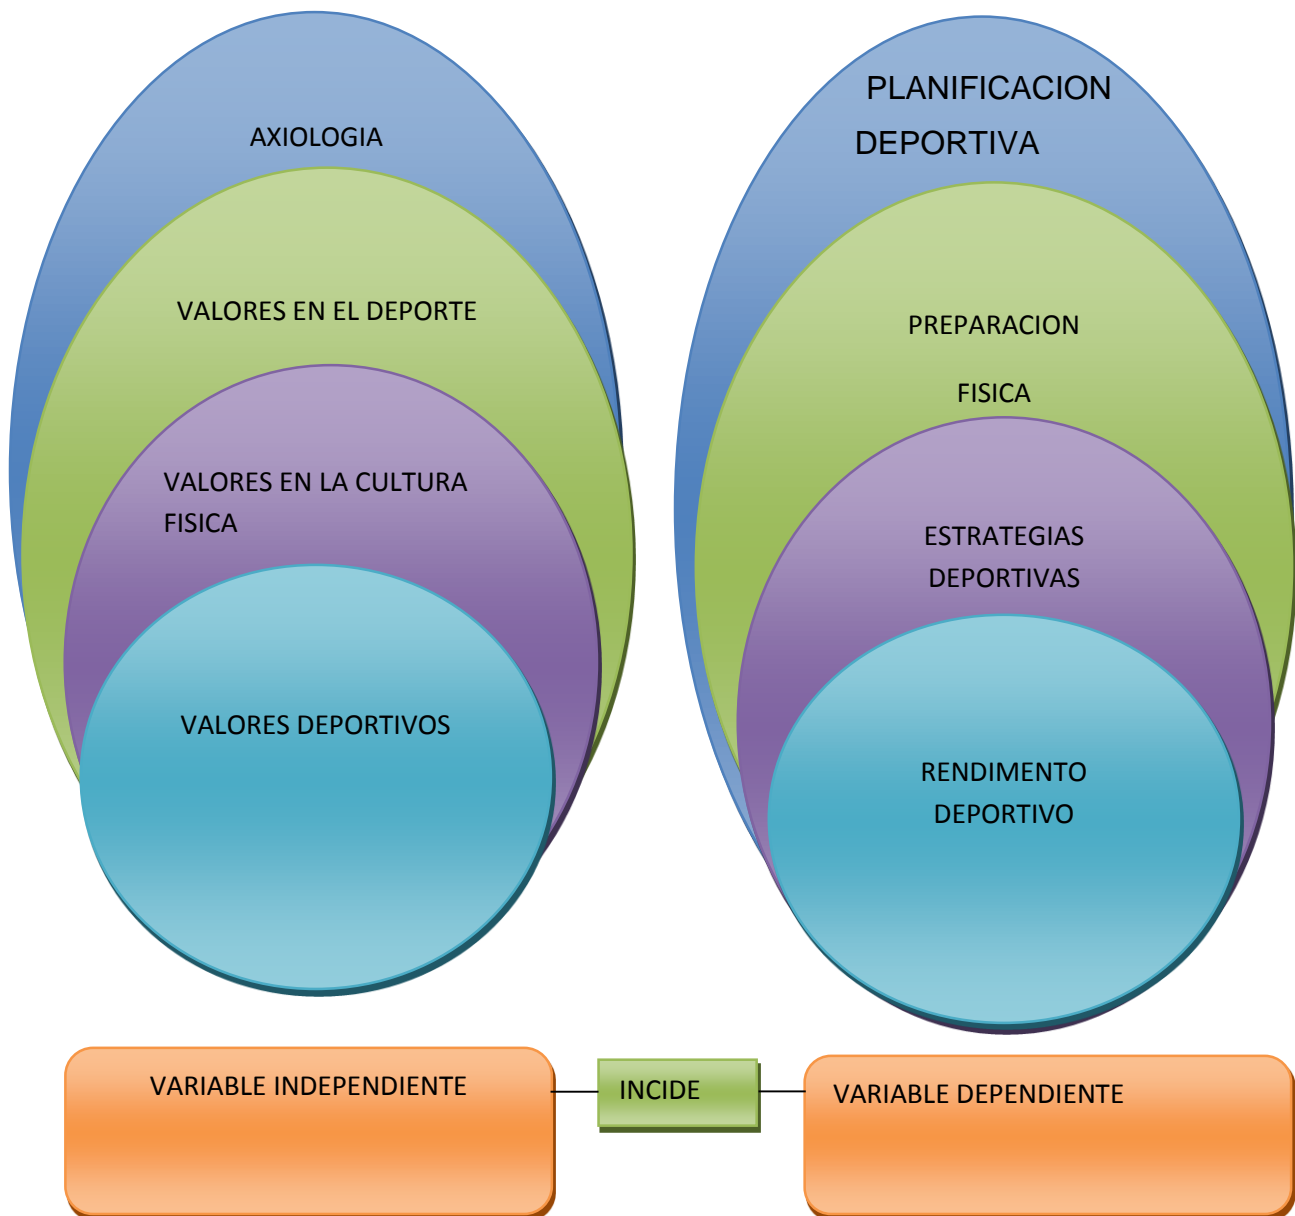 AXIOLOGIA
VALORES EN EL DEPORTE
VALORES EN LA CULTURA
FISICA
VALORES DEPORTIVOS
PLANIFICACION
DEPORTIVA
PREPARACION
FISICA
ESTRATEGIAS
DEPORTIVAS
RENDIMENTO
DEPORTIVO
VARIABLE INDEPENDIENTE
INCIDE
VARIABLE DEPENDIENTE